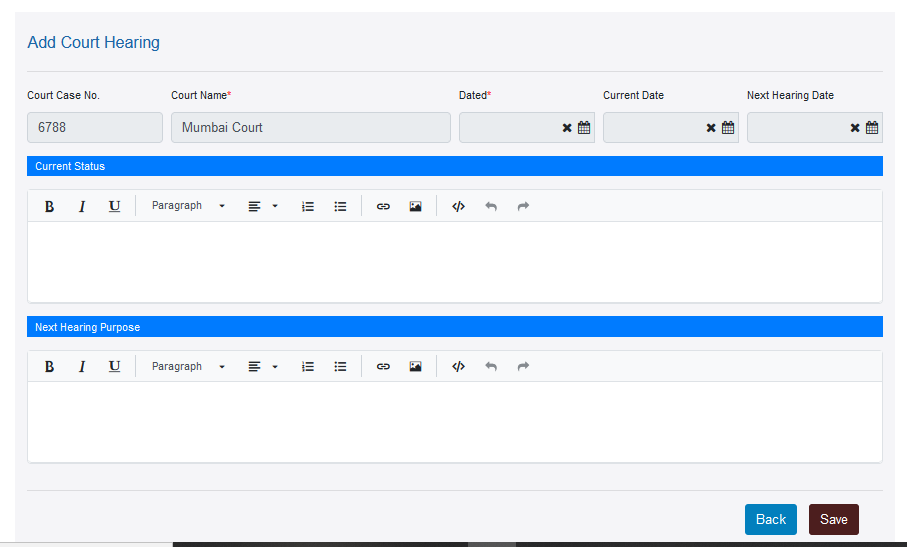 Add Court Hearing
Court Case No. Court Name* Dated* Current Date Next Hearing Date
6788 Mumbai Court
Current Status
B I U Paragraph
Next Hearing Purpose
B I U Paragraph
Back Save